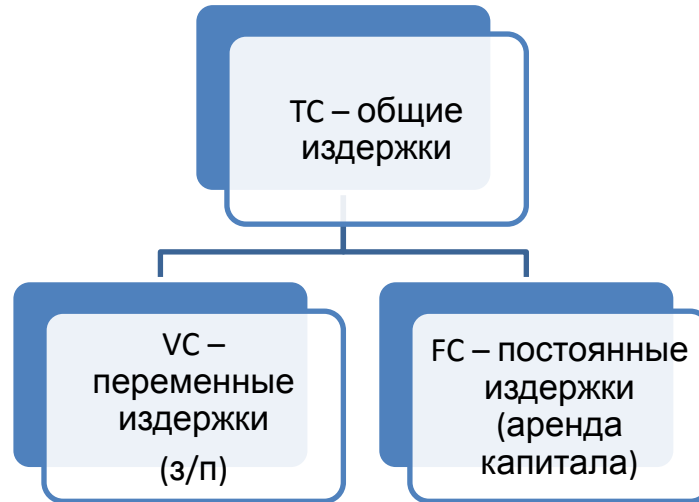 TC – общие
издержки
VC –
переменные
издержки
(з/п)
FC – постоянные
издержки
(аренда
капитала)